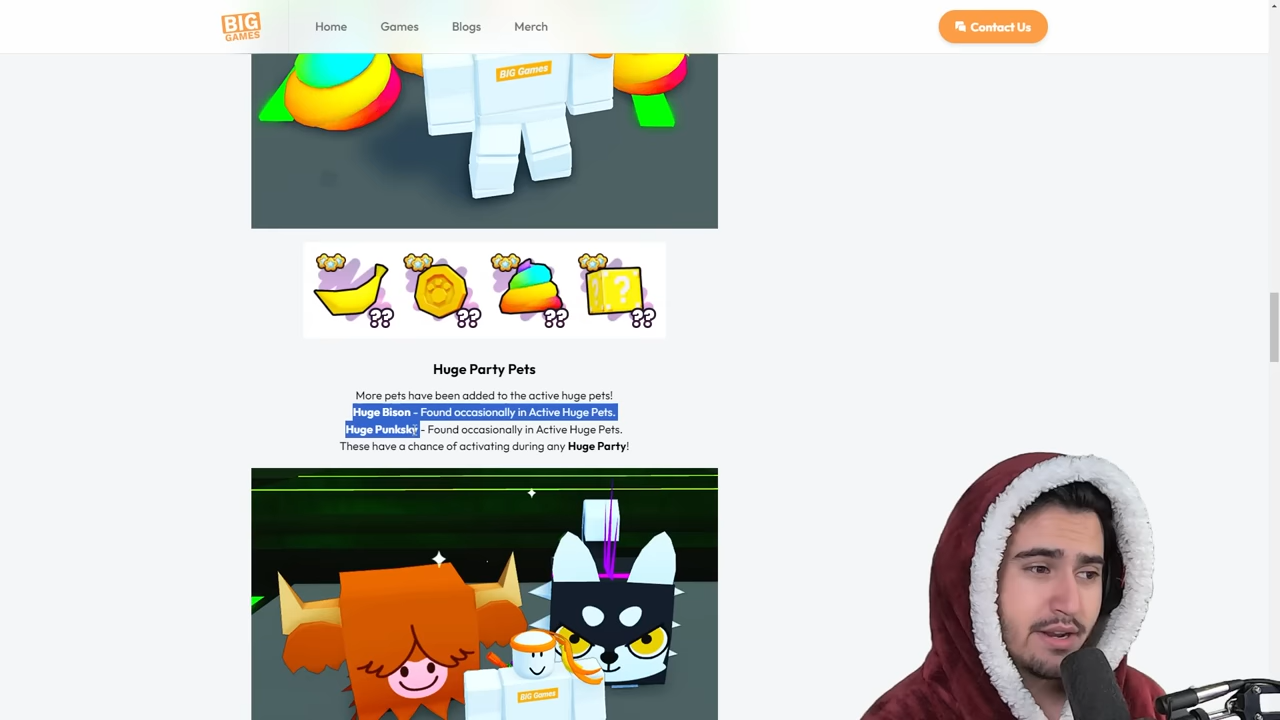 BIG
GAMES
Home
Games
Blogs
Merch
Contact Us
BIG Games
??
??
??
?
??
Huge Party Pets
More pets have been added to the active huge pets!
Huge Bison - Found occasionally in Active Huge Pets.
Huge Punksky - Found occasionally in Active Huge Pets.
These have a chance of activating during any Huge Party!
BIG Games